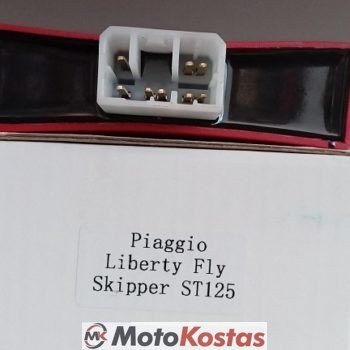 Piaggio
Liberty Fly
Skipper ST125
MK MotoKostas